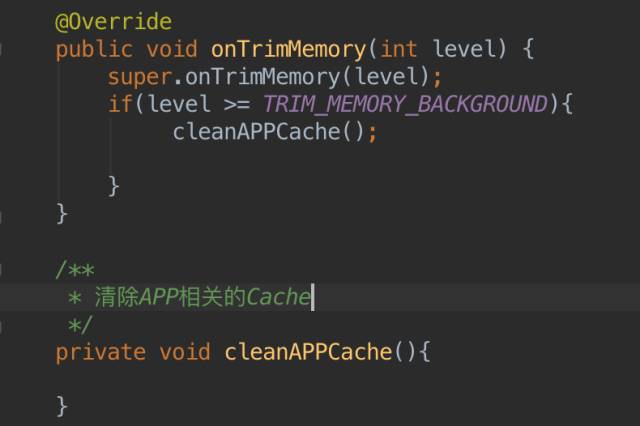 @Override
public void onTrimMemory(int level) {
super.onTrimMemory(level);
if(level >= TRIM_MEMORY_BACKGROUND){
cleanAPPCache();
}
}
/**
* 清除APP相关的Cache
*/
private void cleanAPPCache(){
}